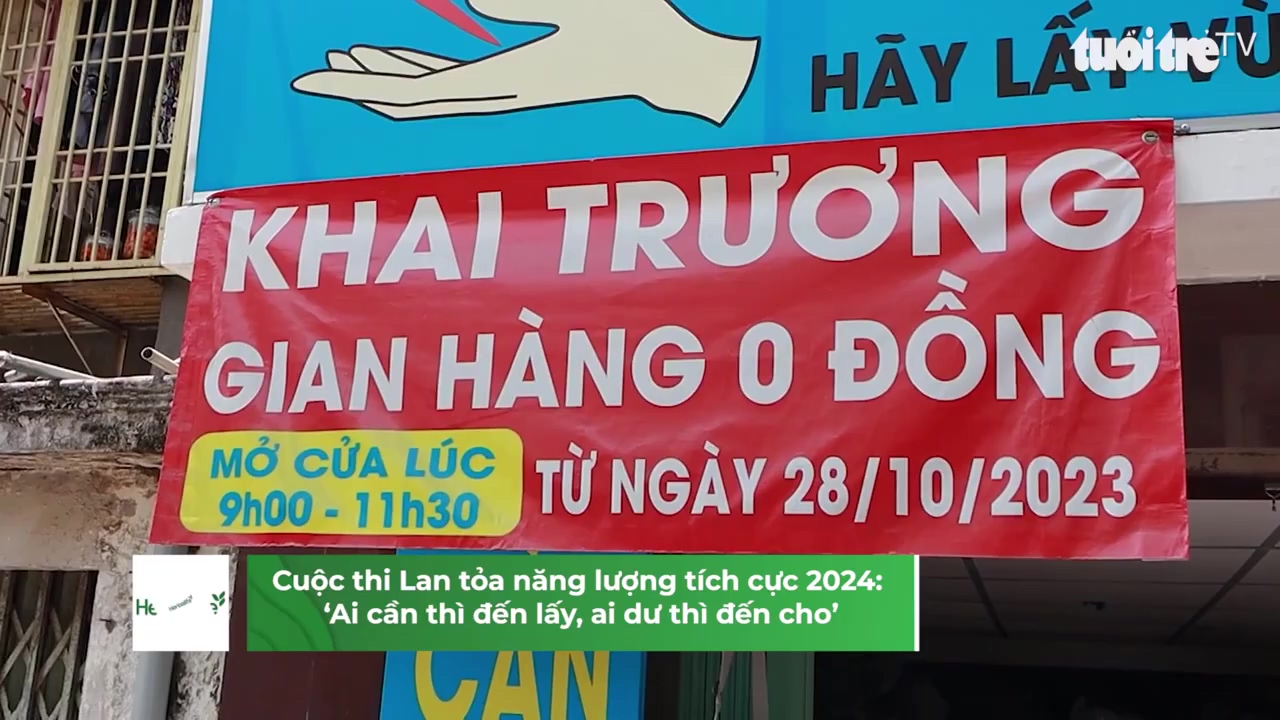 HÃY LẤY VỪ
tuoitre TV
KHAI TRƯƠNG
GIAN HÀNG 0 ĐỒNG
MỞ CỬA LÚC
9h00 - 11h30
TỪ NGÀY 28/10/2023
Cuộc thi Lan tỏa năng lượng tích cực 2024:
‘Ai cần thì đến lấy, ai dư thì đến cho’
CẦN